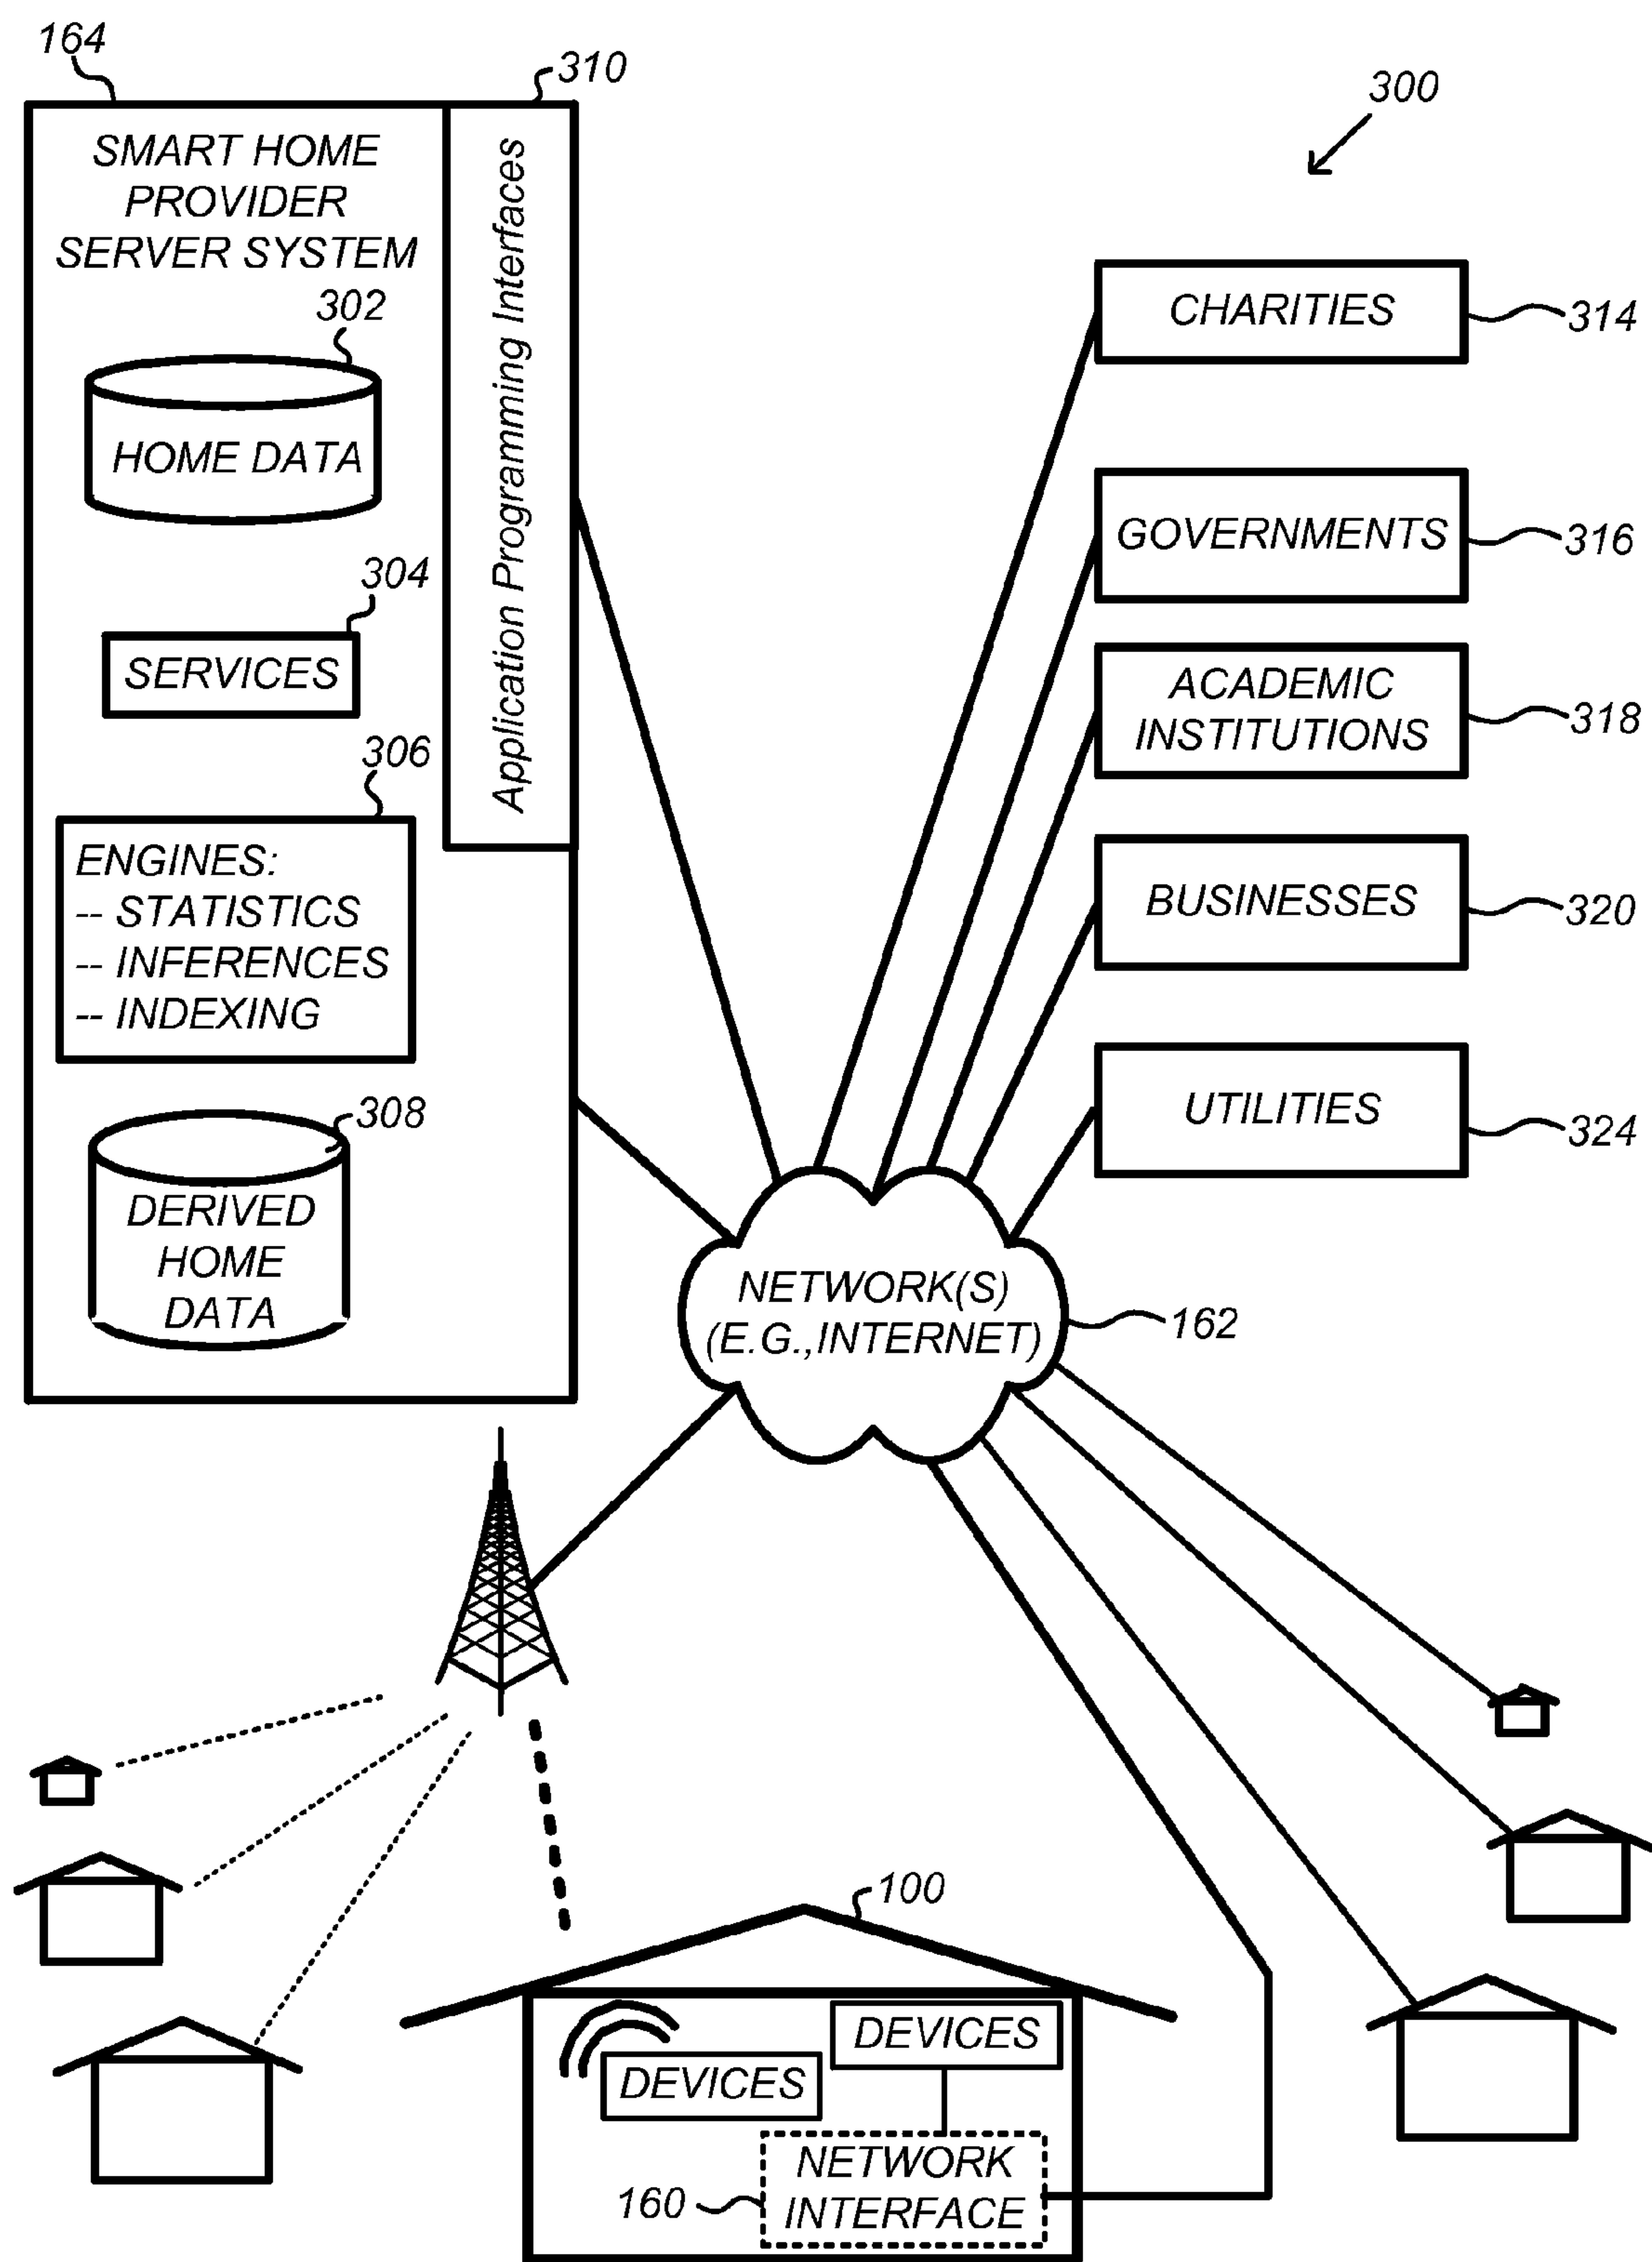 164
310
300
SMART HOME
PROVIDER
SERVER SYSTEM
302
HOME DATA
304
SERVICES
306
ENGINES:
-- STATISTICS
-- INFERENCES
-- INDEXING
308
DERIVED
HOME
DATA
Application Programming Interfaces
CHARITIES
314
GOVERNMENTS
316
ACADEMIC
INSTITUTIONS
318
BUSINESSES
320
UTILITIES
324
NETWORK(S)
(E.G.,INTERNET)
162
100
DEVICES
DEVICES
NETWORK
INTERFACE
160